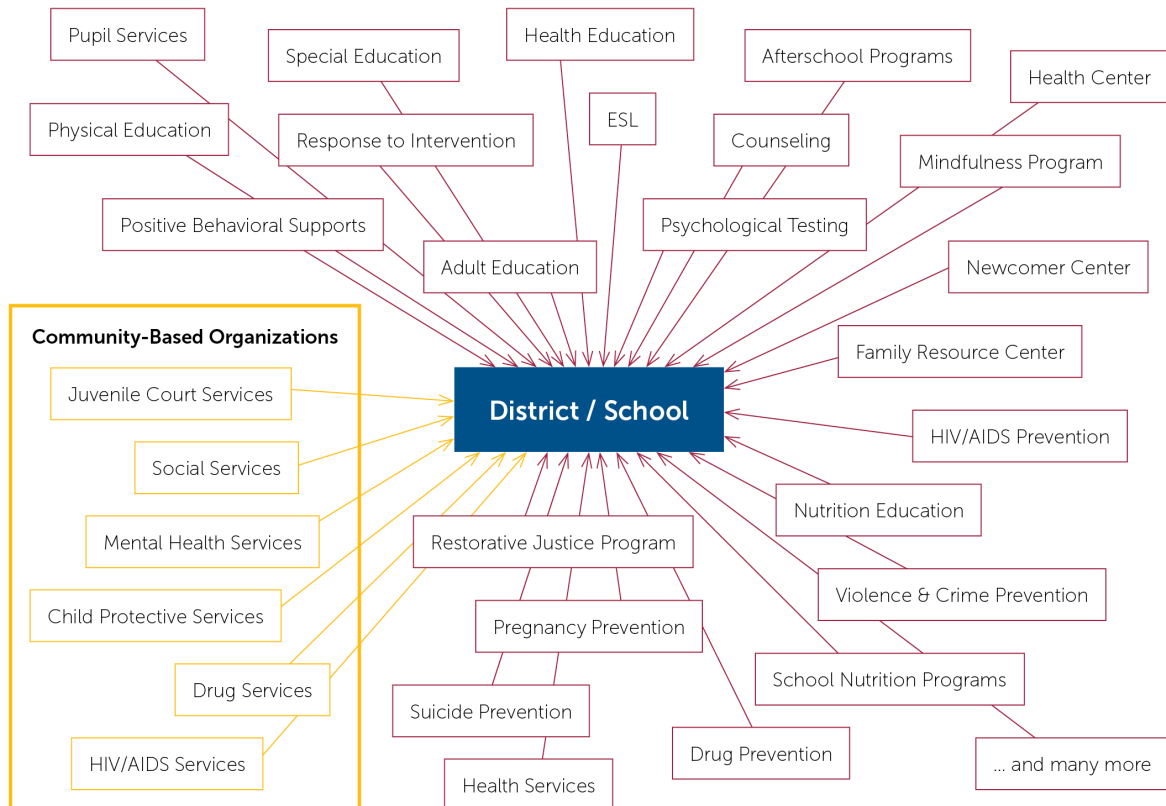 Pupil Services
Special Education
Health Education
Afterschool Programs
Health Center
Physical Education
Response to Intervention
ESL
Counseling
Mindfulness Program
Positive Behavioral Supports
Adult Education
Psychological Testing
Newcomer Center
Community-Based Organizations
Family Resource Center
Juvenile Court Services
District / School
HIV/AIDS Prevention
Social Services
Nutrition Education
Mental Health Services
Restorative Justice Program
Violence & Crime Prevention
Child Protective Services
Pregnancy Prevention
School Nutrition Programs
Drug Services
Suicide Prevention
Drug Prevention
HIV/AIDS Services
Health Services
... and many more